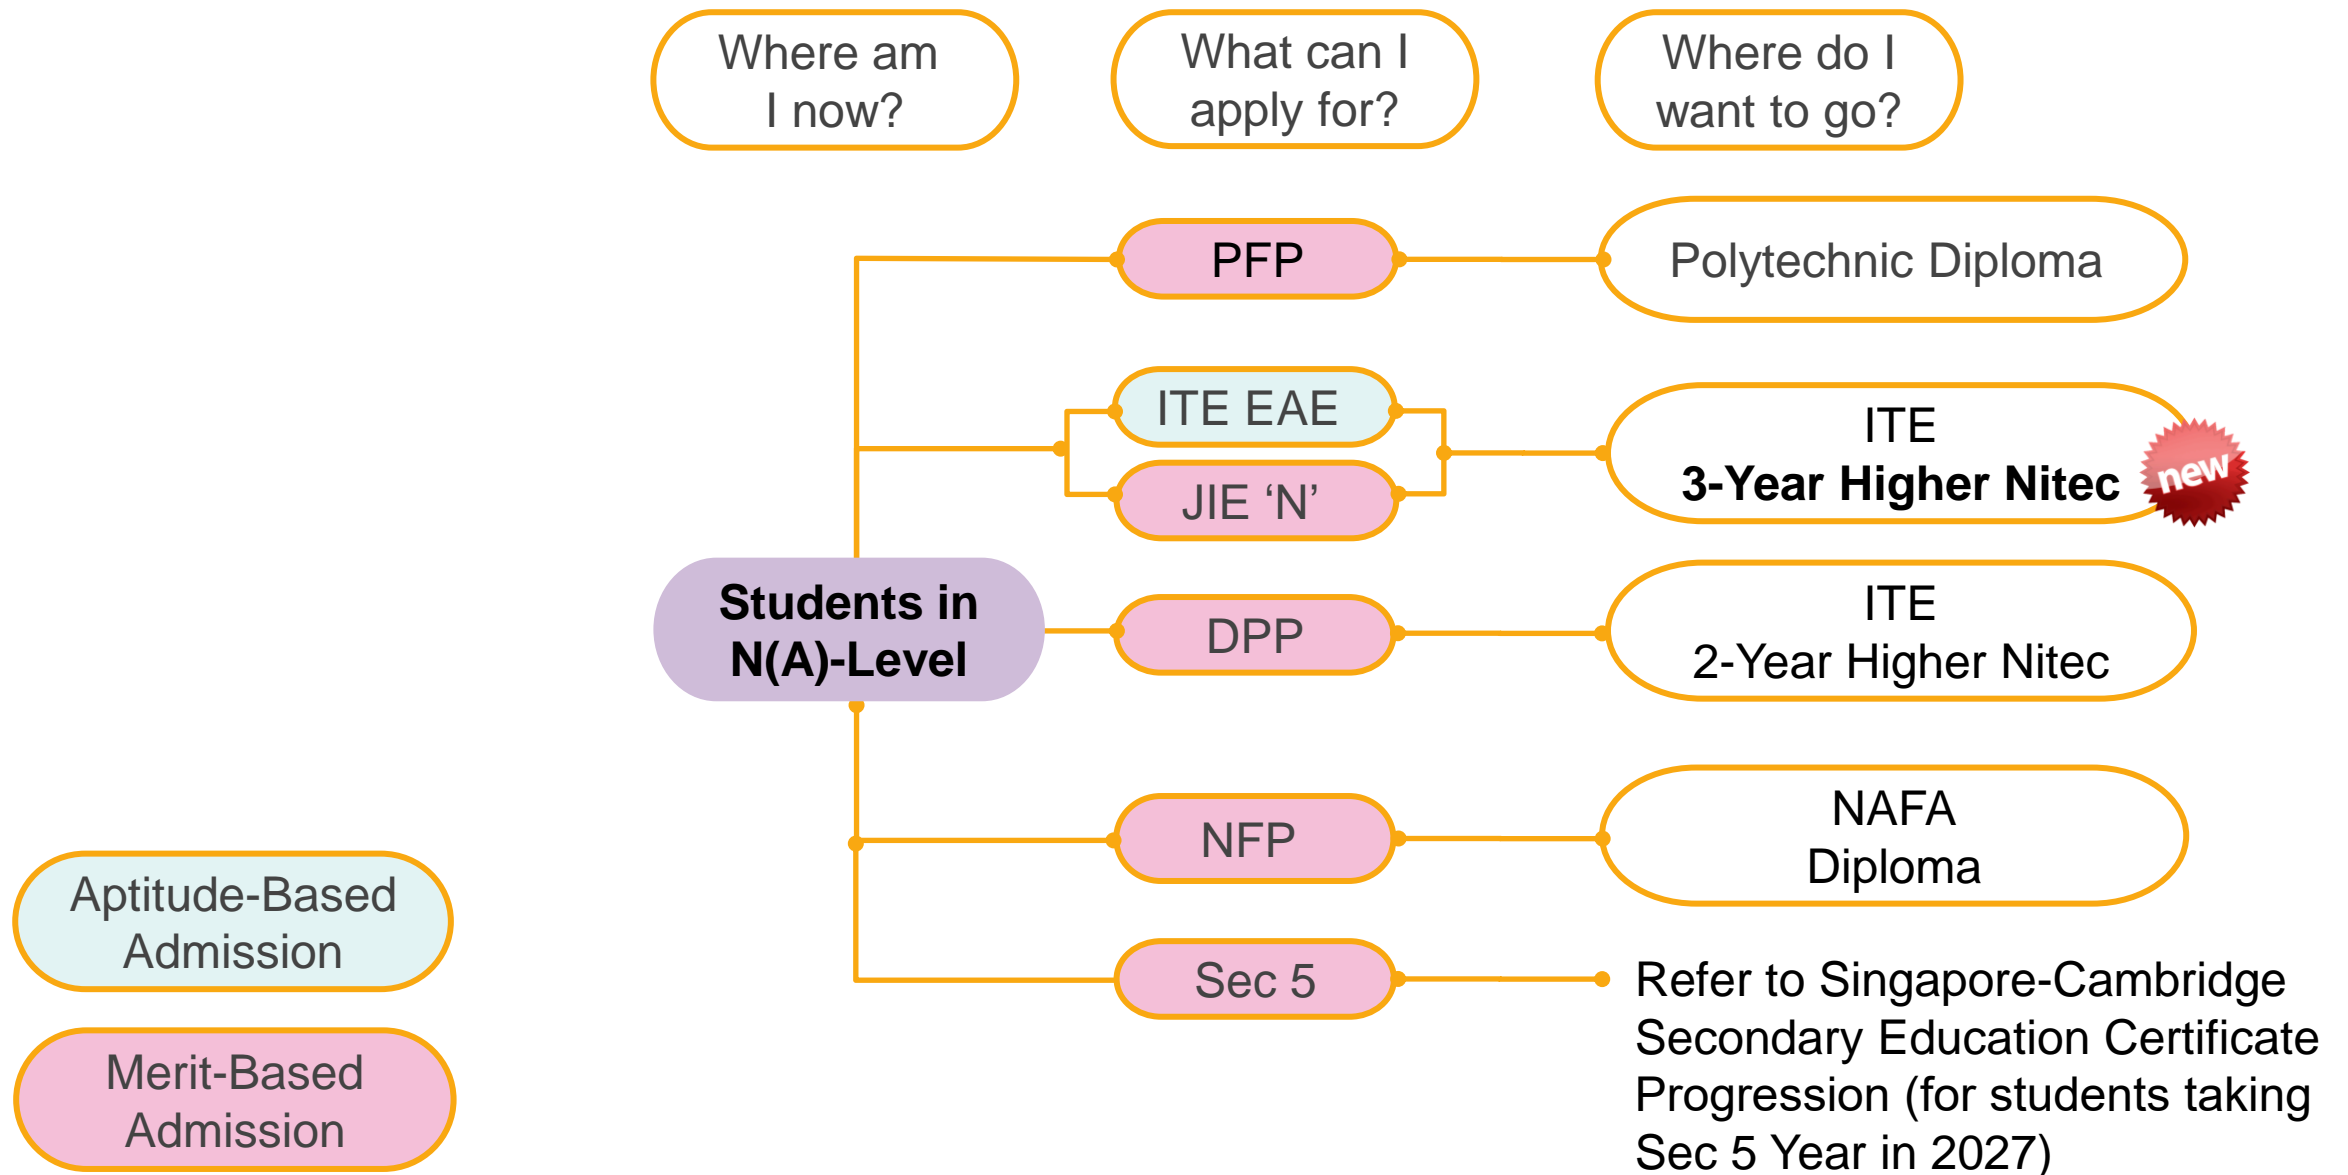 Where am
I now?
What can I
apply for?
Where do I
want to go?
PFP
Polytechnic Diploma
ITE EAE
JIE ‘N’
ITE
3-Year Higher Nitec
new
Students in
N(A)-Level
DPP
ITE
2-Year Higher Nitec
NFP
NAFA
Diploma
Sec 5
Refer to Singapore-Cambridge
Secondary Education Certificate
Progression (for students taking
Sec 5 Year in 2027)
Aptitude-Based
Admission
Merit-Based
Admission